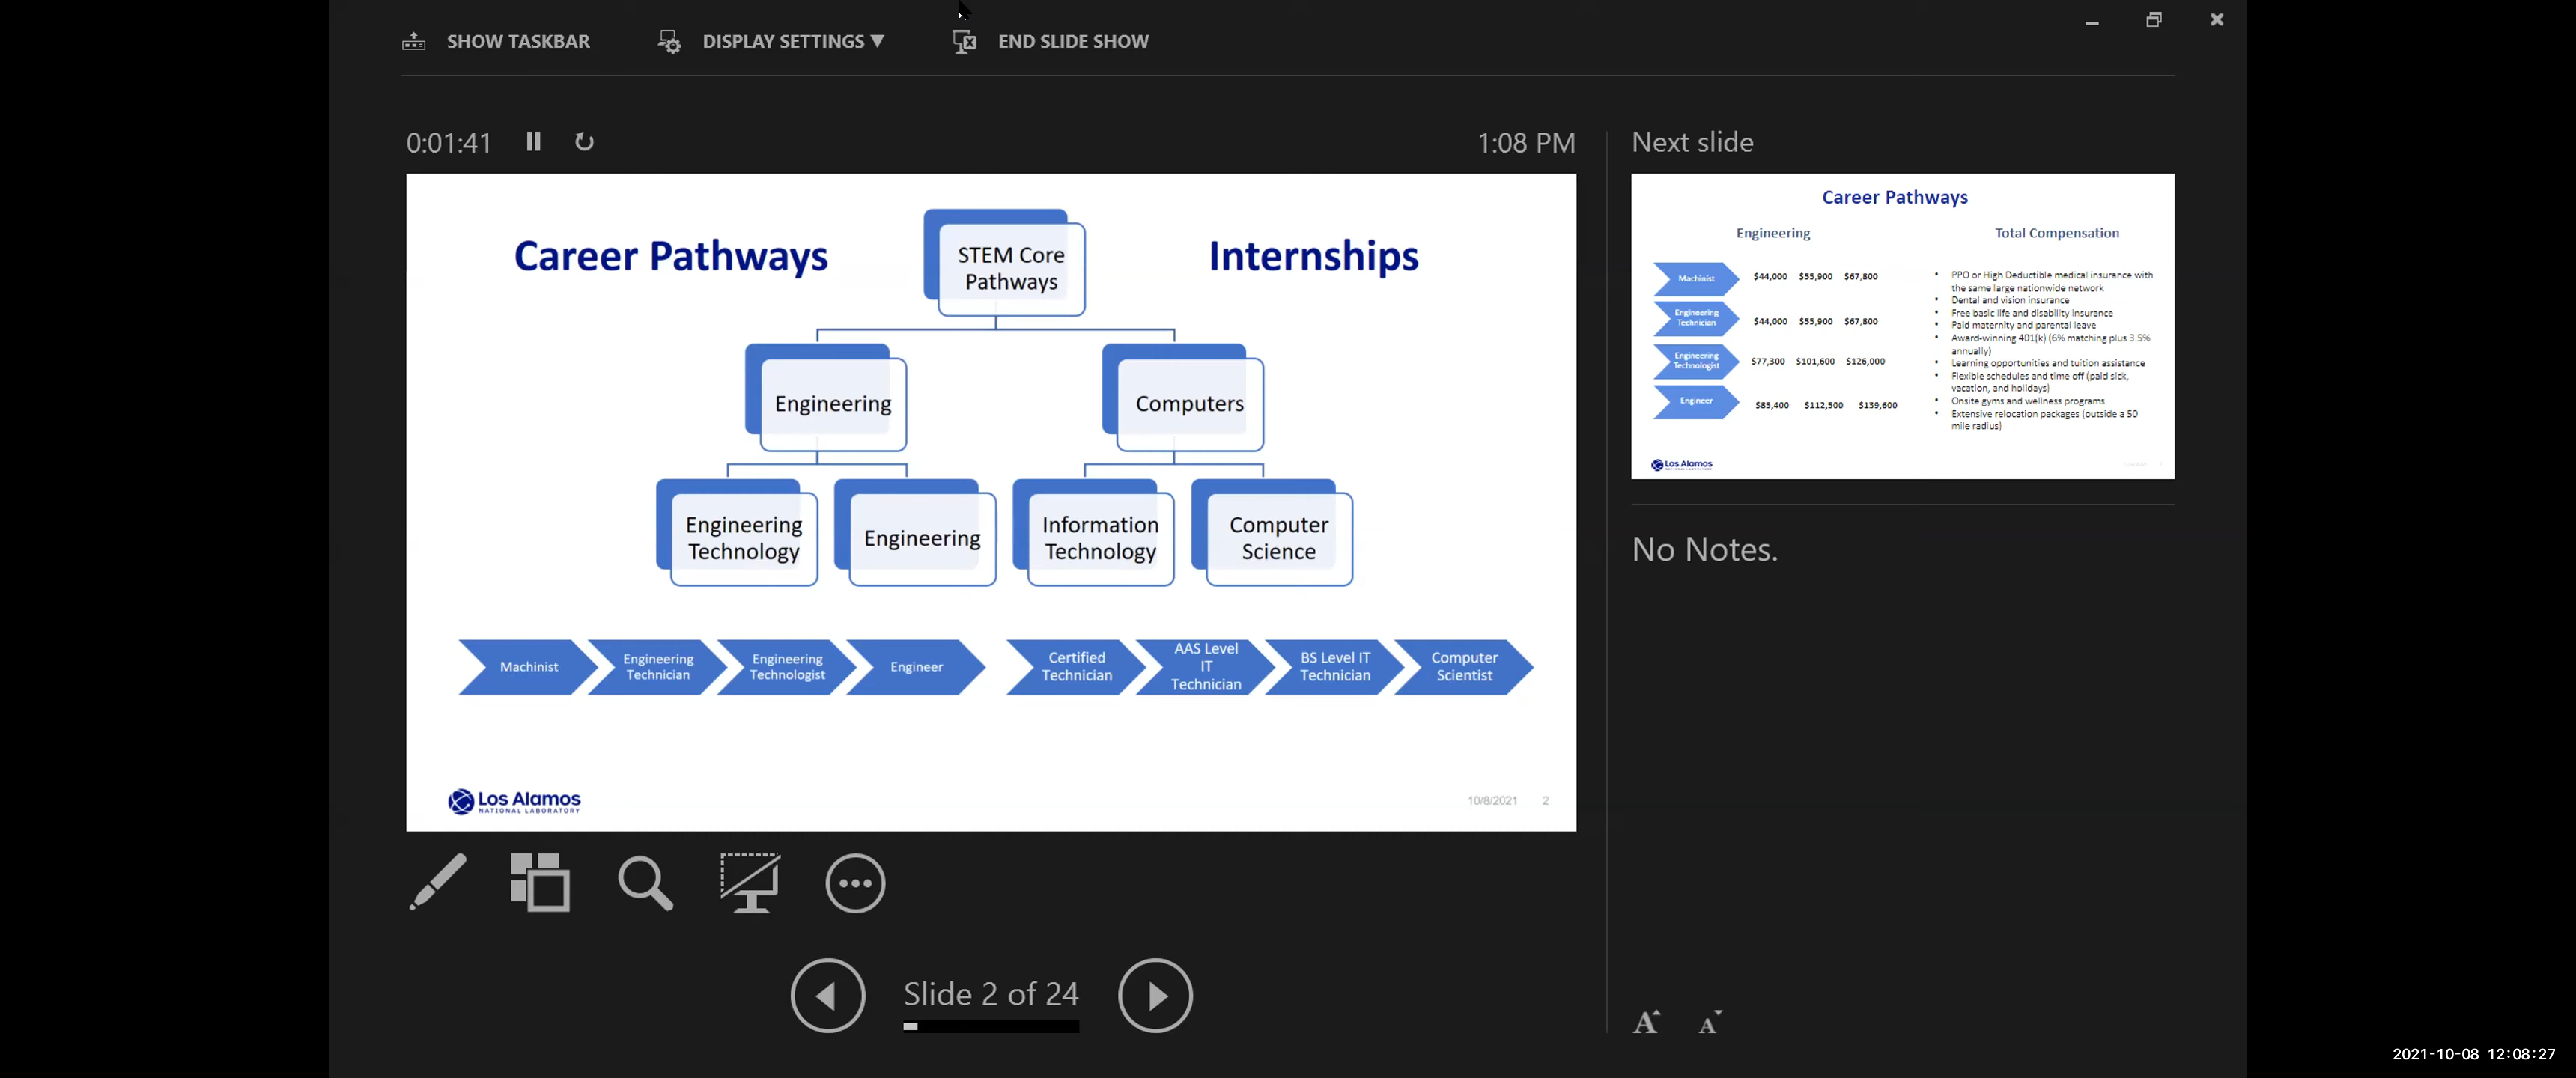 SHOW TASKBAR
DISPLAY SETTINGS ▼
END SLIDE SHOW
0:01:41
1:08 PM
Career Pathways
STEM Core
Pathways
Internships
Engineering
Computers
Engineering
Technology
Engineering
Information
Technology
Computer
Science
Machinist
Engineering
Technician
Engineering
Technologist
Engineer
Certified
Technician
AAS Level
IT
Technician
BS Level IT
Technician
Computer
Scientist
Los Alamos
NATIONAL LABORATORY
10/8/2021 2
Slide 2 of 24
Next slide
Career Pathways
Engineering
Total Compensation
Machinist
$44,000 $55,900 $67,800
Engineering
Technician
$44,000 $55,900 $67,800
Engineering
Technologist
$77,300 $101,600 $126,000
Engineer
$85,400 $112,500 $139,600
• PPO or High Deductible medical insurance with
the same large nationwide network
• Dental and vision insurance
• Free basic life and disability insurance
• Paid maternity and parental leave
• Award-winning 401(k) (6% matching plus 3.5%
annually)
• Learning opportunities and tuition assistance
• Flexible schedules and time off (paid sick,
vacation, and holidays)
• Onsite gyms and wellness programs
• Extensive relocation packages (outside a 50
mile radius)
Los Alamos
No Notes.
A A
2021-10-08 12:08:27